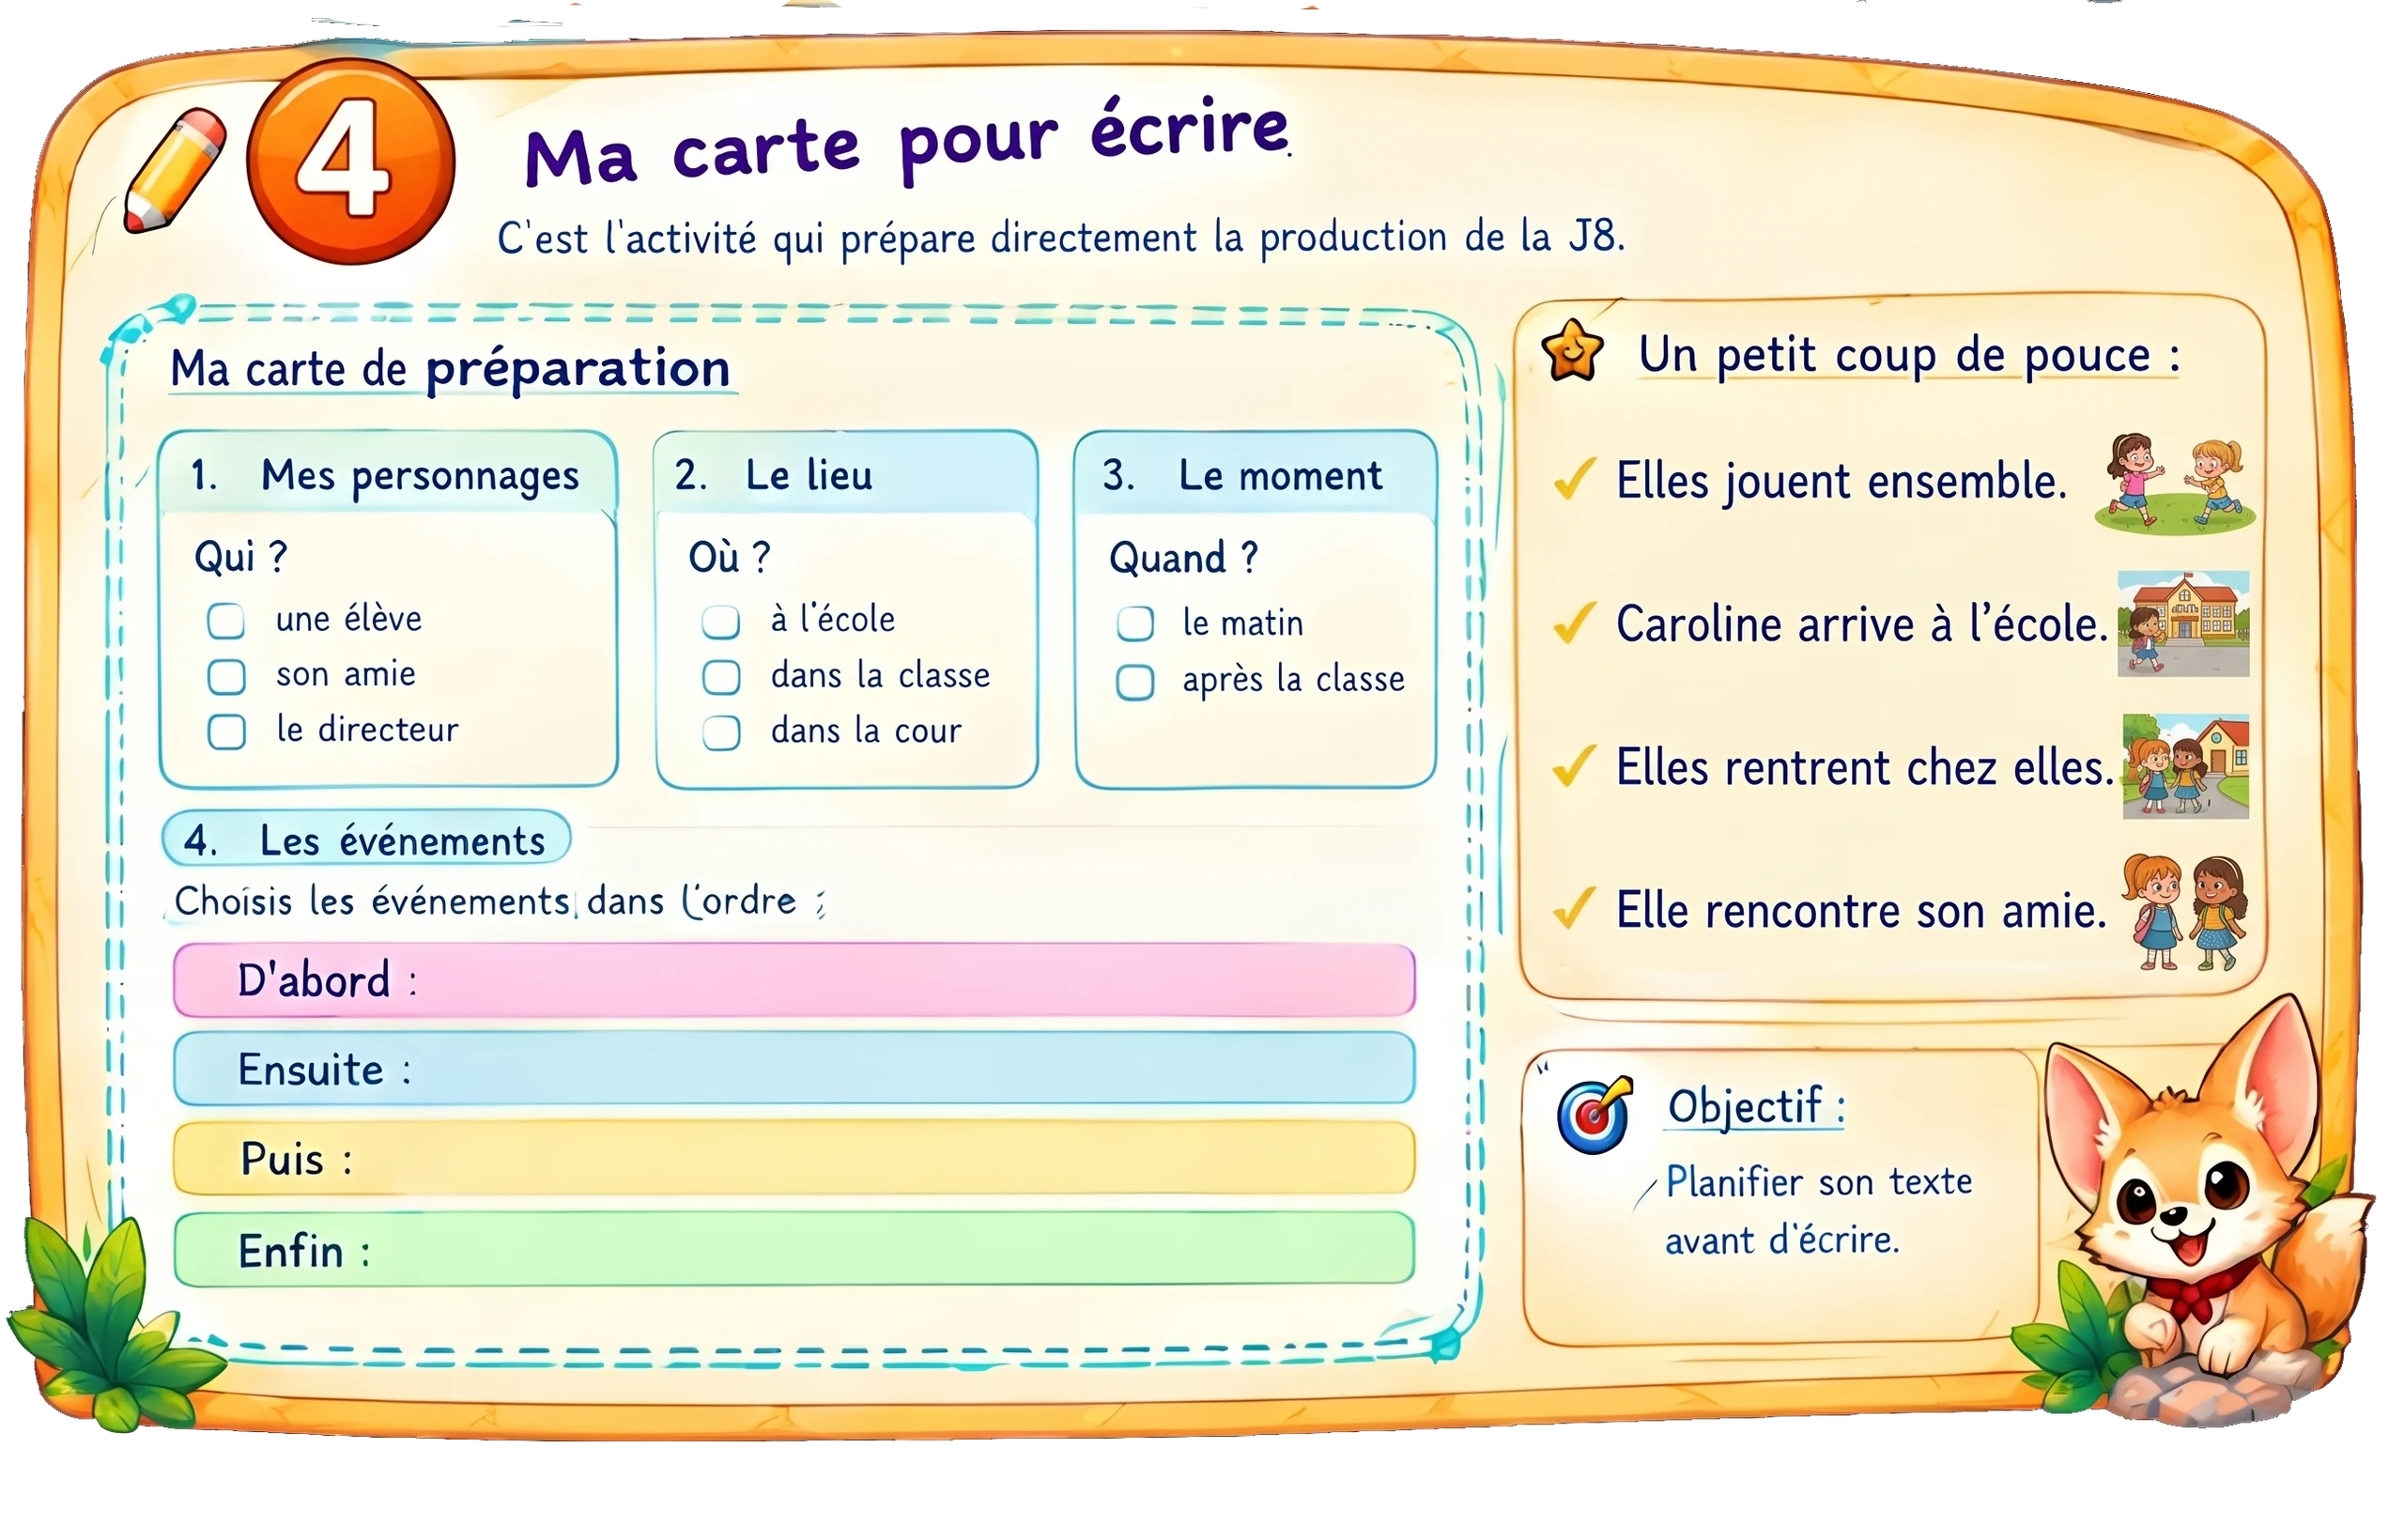 4
Ma carte pour écrire.
C'est l'activité qui prépare directement la production de la J8.
Ma carte de préparation
1. Mes personnages
Qui ?
une élève
son amie
le directeur
2. Le lieu
Où ?
à l'école
dans la classe
dans la cour
3. Le moment
Quand ?
le matin
après la classe
4. Les événements
Choisis les événements dans l'ordre ;
D'abord :
Ensuite :
Puis :
Enfin :
Un petit coup de pouce :
✓ Elles jouent ensemble.
✓ Caroline arrive à l’école.
✓ Elles rentrent chez elles.
✓ Elle rencontre son amie.
Objectif :
Planifier son texte
avant d'écrire.